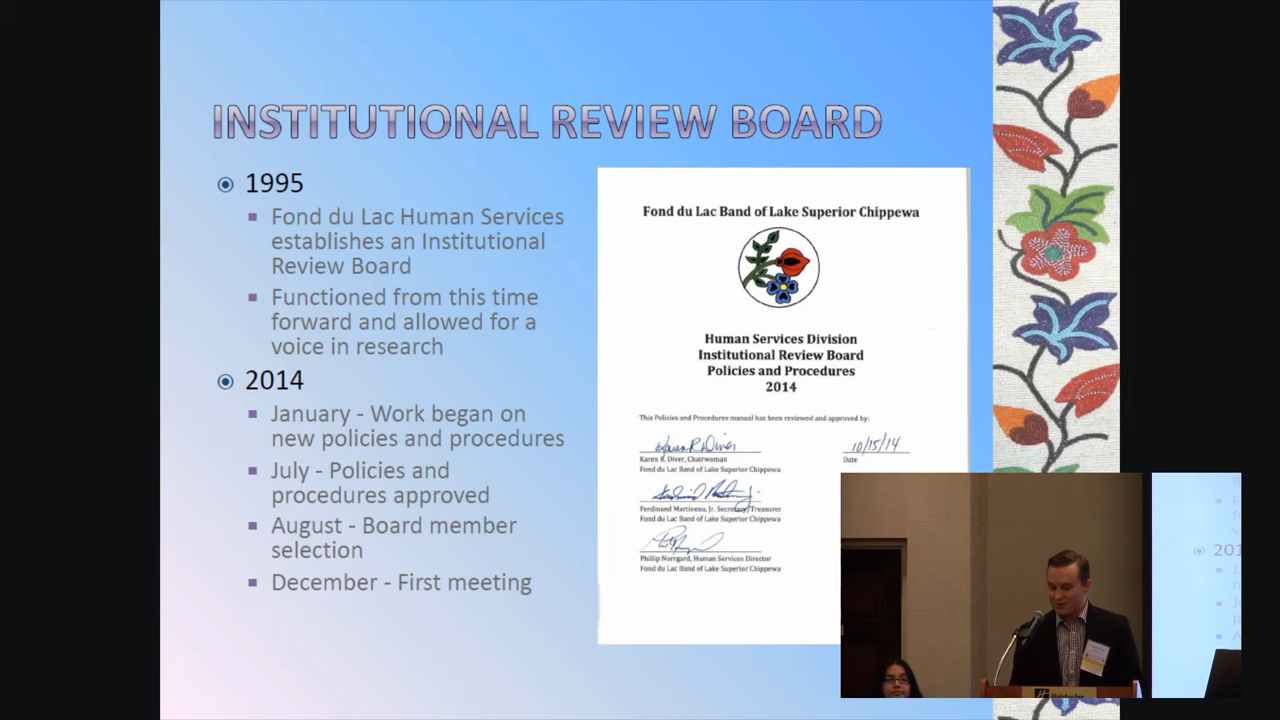 INSTITUTIONAL REVIEW BOARD
1995
Fond du Lac Human Services
establishes an Institutional
Review Board
Functioned from this time
forward and allowed for a
voice in research
2014
January - Work began on
new policies and procedures
July - Policies and
procedures approved
August - Board member
selection
December - First meeting
Fond du Lac Band of Lake Superior Chippewa
Human Services Division
Institutional Review Board
Policies and Procedures
2014
This Policies and Procedures manual has been reviewed and approved by:
10/15/14
Karen R. Diver, Chairwoman
Date
Fond du Lac Band of Lake Superior Chippewa
Ferdinand Martineau, Jr. Secretary/Treasurer
Fond du Lac Band of Lake Superior Chippewa
Phillip Norrgard, Human Services Director
Fond du Lac Band of Lake Superior Chippewa
201